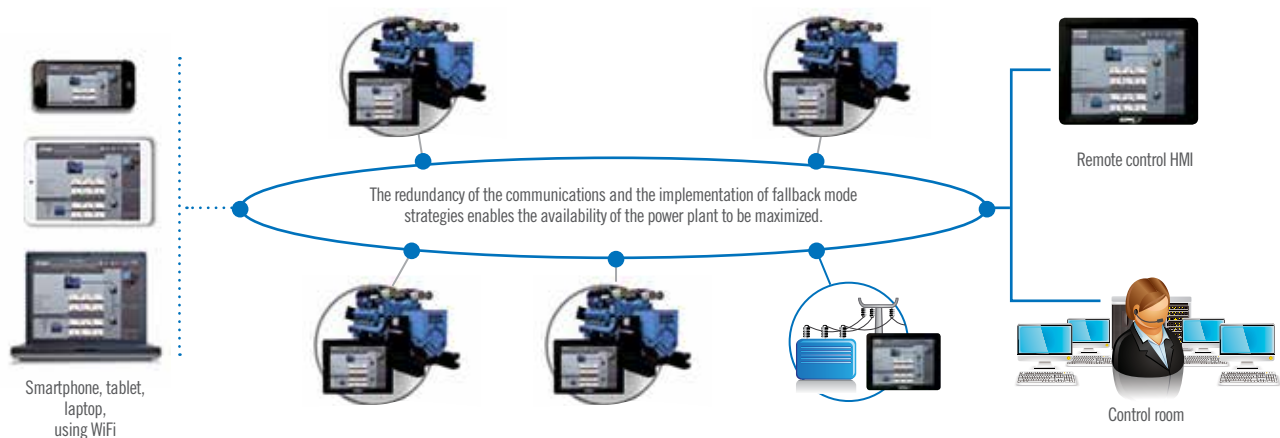 The redundancy of the communications and the implementation of fallback mode
strategies enables the availability of the power plant to be maximized.
Remote control HMI
Smartphone, tablet,
laptop,
using WiFi
Control room